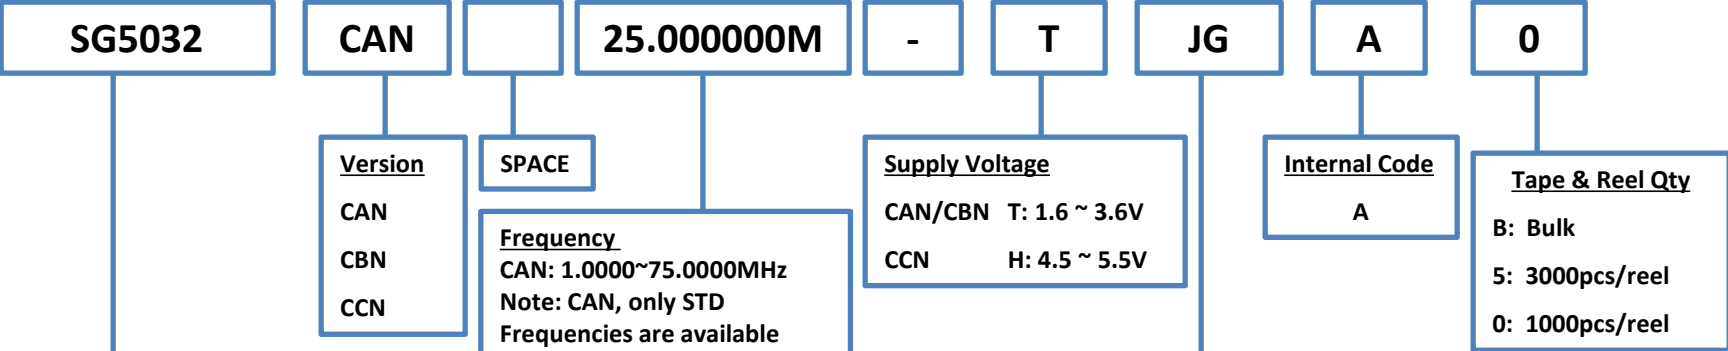 SG5032 CAN 25.000000M - T JG A 0
Version
CAN
CBN
CCN
SPACE
Frequency
CAN: 1.0000~75.0000MHz
Note: CAN, only STD
Frequencies are available
Supply Voltage
CAN/CBN T: 1.6 ~ 3.6V
CCN H: 4.5 ~ 5.5V
Internal Code
A
Tape & Reel Qty
B: Bulk
5: 3000pcs/reel
0: 1000pcs/reel